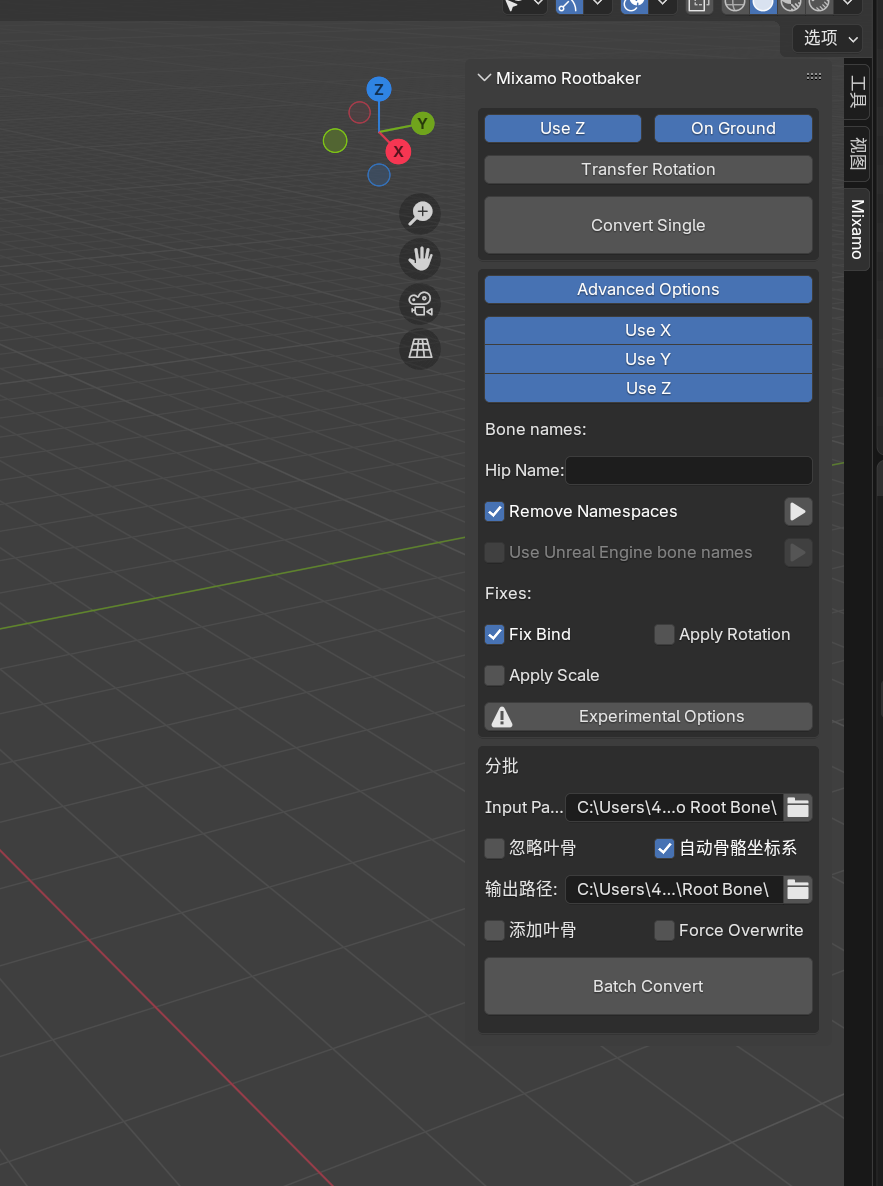 选项
Mixamo Rootbaker
工具
Z
Y
X
Use Z
On Ground
视图
Transfer Rotation
Mixamo
Convert Single
Advanced Options
Use X
Use Y
Use Z
Bone names:
Hip Name:
Remove Namespaces
Use Unreal Engine bone names
Fixes:
Fix Bind
Apply Rotation
Apply Scale
Experimental Options
分批
Input Pa... C:\Users\4...o Root Bone\
忽略叶骨
自动骨骼坐标系
输出路径: C:\Users\4...\Root Bone\
添加叶骨
Force Overwrite
Batch Convert